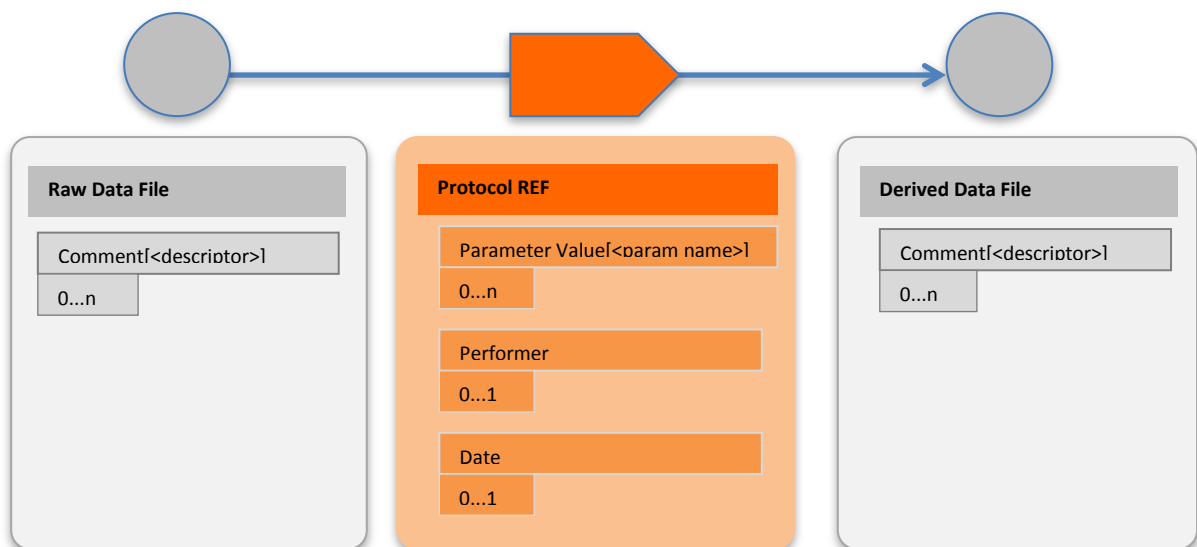 Raw Data File
Comment[<descriptor>]
0...n
Protocol REF
Parameter Value[<param name>]
0...n
Performer
0...1
Date
0...1
Derived Data File
Comment[<descriptor>]
0...n